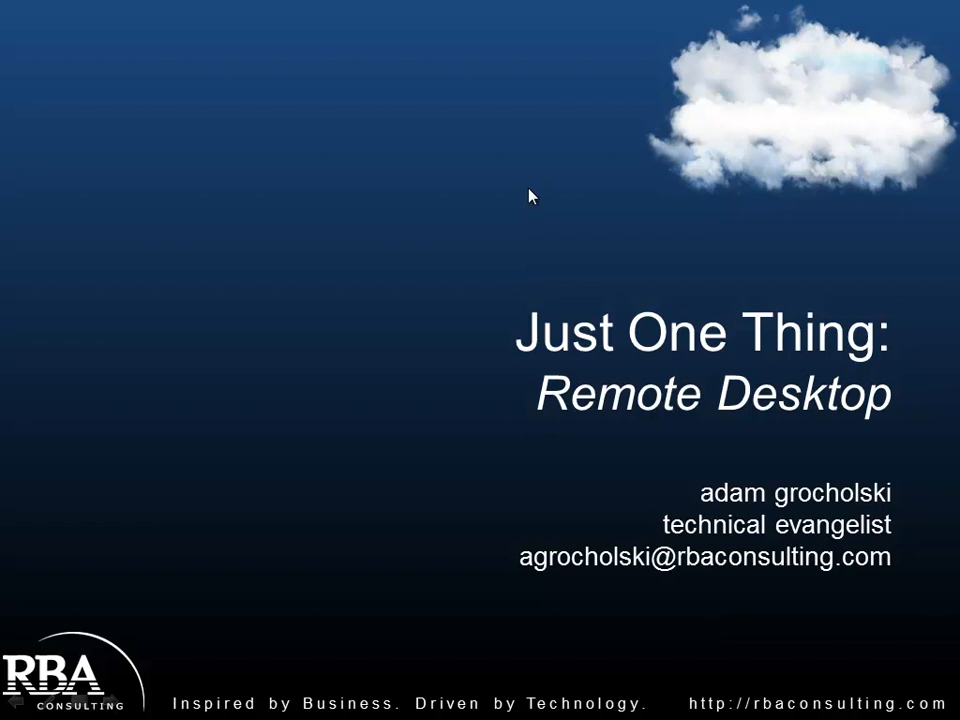 Just One Thing:
Remote Desktop
adam grocholski
technical evangelist
agrocholski@rbaconsulting.com
RBA
CONSULTING
Inspired by Business. Driven by Technology. http://rbaconsulting.com